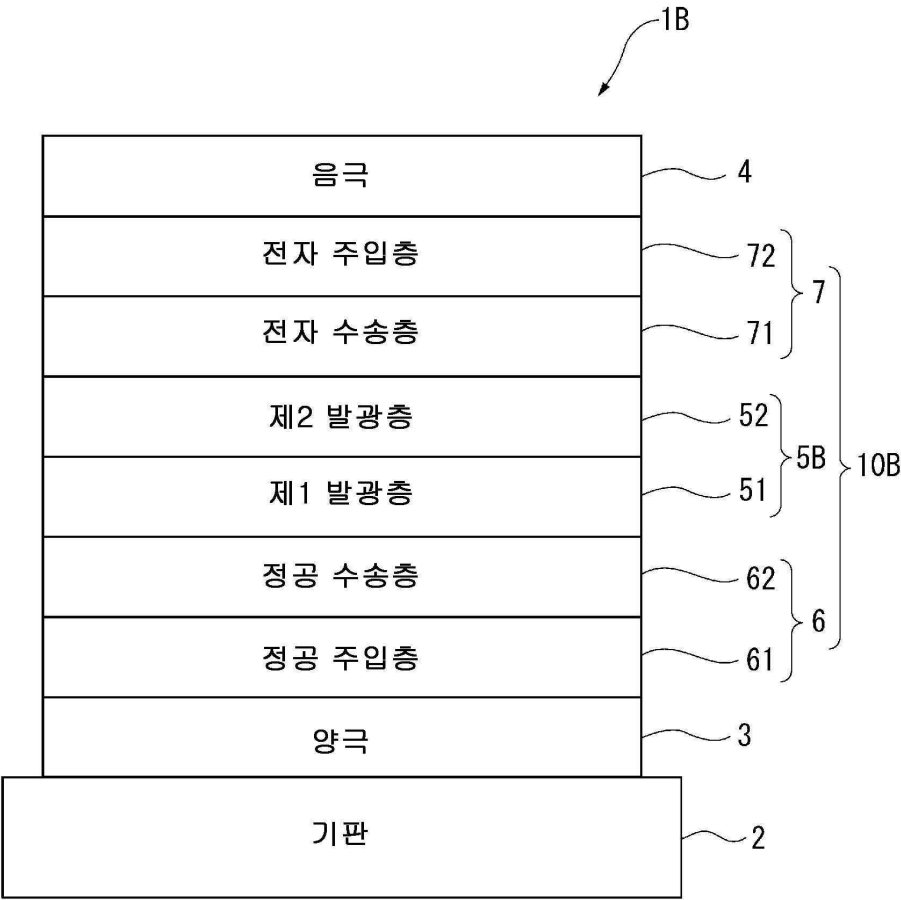 1B
음극 4
전자 주입층 72
7
전자 수송층 71
제2 발광층 52
5B 10B
제1 발광층 51
정공 수송층 62
6
정공 주입층 61
양극 3
기판 2